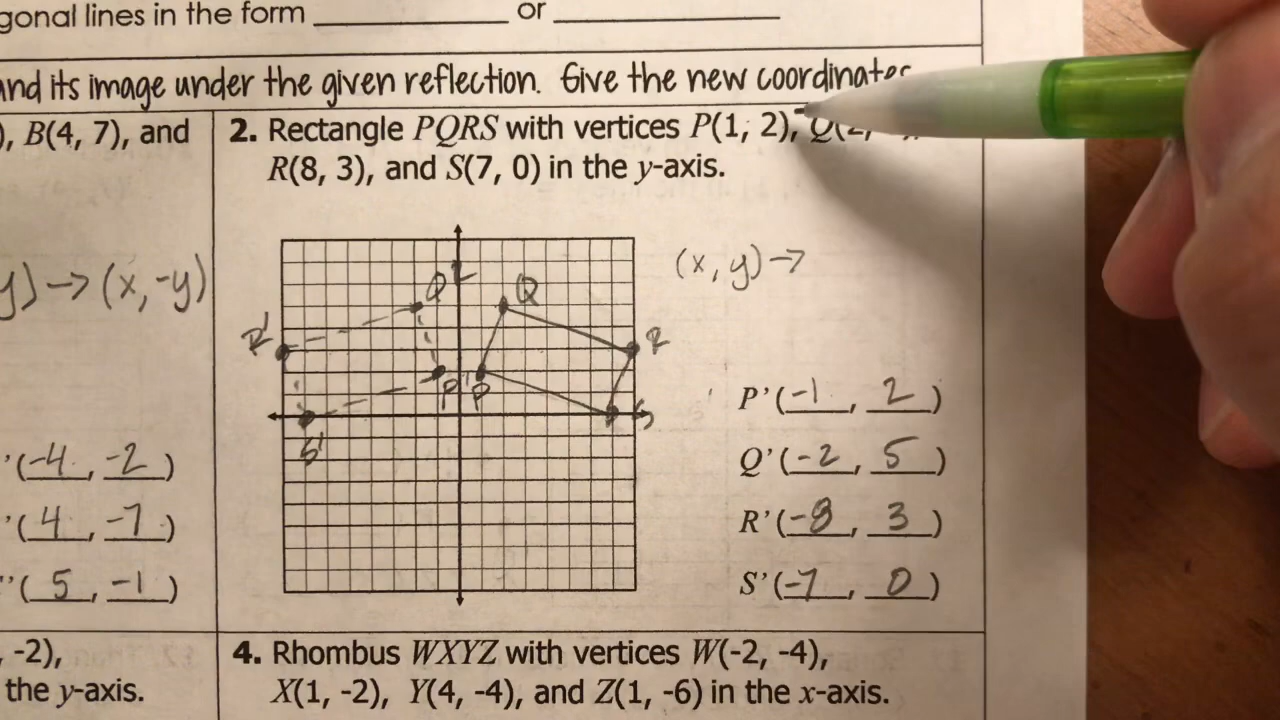 gonal lines in the form __________ or __________
and its image under the given reflection. Give the new coordinates
), B(4, 7), and
2. Rectangle PQRS with vertices P(1, 2),
R(8, 3), and S(7, 0) in the y-axis.
y) → (x, -y)
(x, y) →
Q'
Q
R'
R
P'
P
S'
S
P'(-1, 2)
Q'(-2, 5)
R'(-8, 3)
S'(-7, 0)
'(-4, -2)
'(4, -7)
'(5, -1)
, -2),
the y-axis.
4. Rhombus WXYZ with vertices W(-2, -4),
X(1, -2), Y(4, -4), and Z(1, -6) in the x-axis.